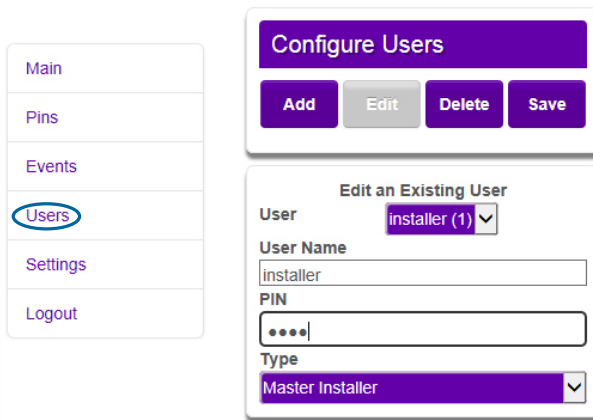 Main
Pins
Events
Users
Settings
Logout
Configure Users
Add Edit Delete Save
Edit an Existing User
User installer (1)
User Name
installer
PIN
••••
Type
Master Installer